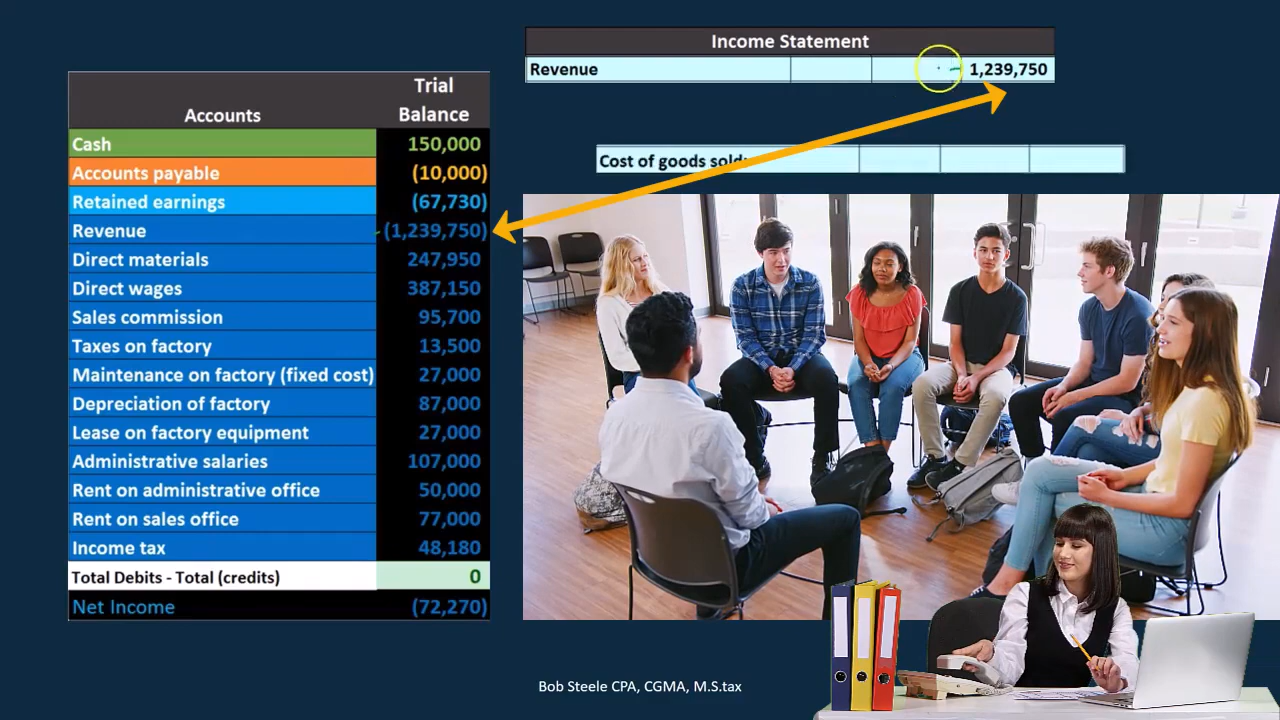 Trial
Accounts Balance
Cash 150,000
Accounts payable (10,000)
Retained earnings (67,730)
Revenue (1,239,750)
Direct materials 247,950
Direct wages 387,150
Sales commission 95,700
Taxes on factory 13,500
Maintenance on factory (fixed cost) 27,000
Depreciation of factory 87,000
Lease on factory equipment 27,000
Administrative salaries 107,000
Rent on administrative office 50,000
Rent on sales office 77,000
Income tax 48,180
Total Debits - Total (credits) 0
Net Income (72,270)
Income Statement
Revenue 1,239,750
Cost of goods sold:
Bob Steele CPA, CGMA, M.S.tax